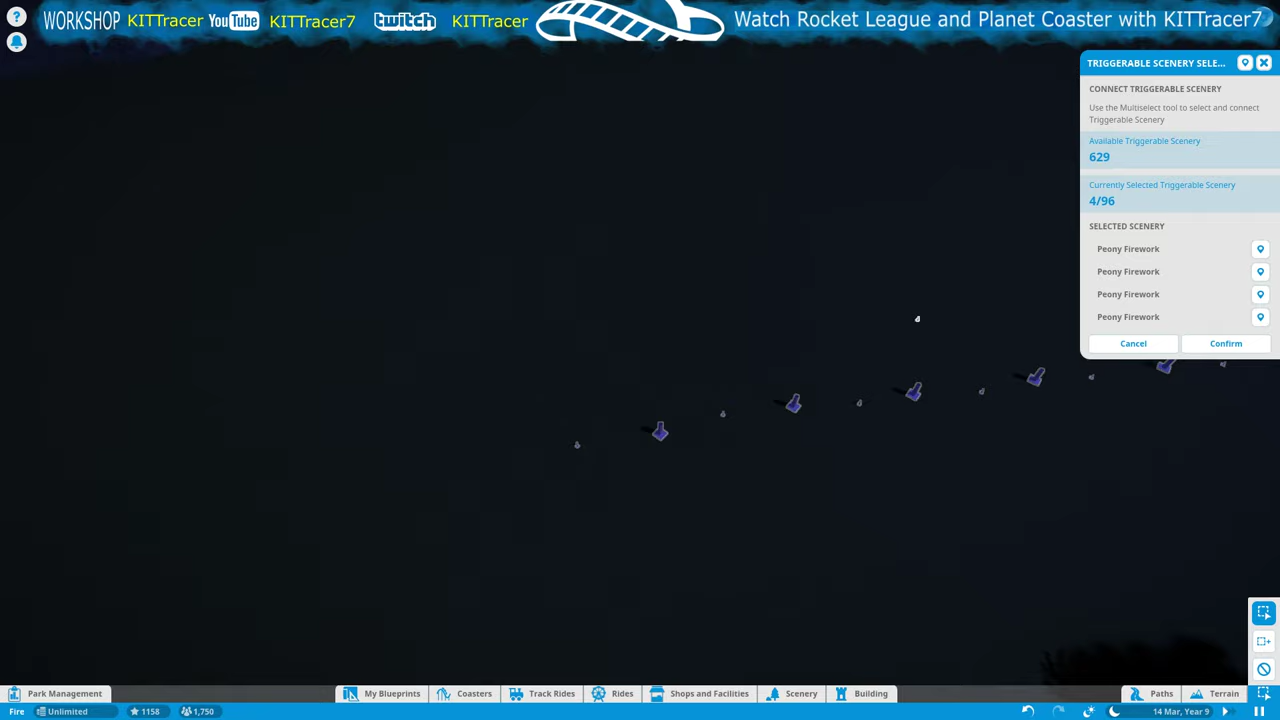 WORKSHOP KITTracer YouTube KITTracer7 twitch KITTracer Watch Rocket League and Planet Coaster with KITTracer7
TRIGGERABLE SCENERY SELE...
CONNECT TRIGGERABLE SCENERY
Use the Multiselect tool to select and connect
Triggerable Scenery
Available Triggerable Scenery
629
Currently Selected Triggerable Scenery
4/96
SELECTED SCENERY
Peony Firework
Peony Firework
Peony Firework
Peony Firework
Cancel Confirm
Park Management My Blueprints Coasters Track Rides Rides Shops and Facilities Scenery Building Paths Terrain
Fire Unlimited 1158 1,750 14 Mar, Year 9